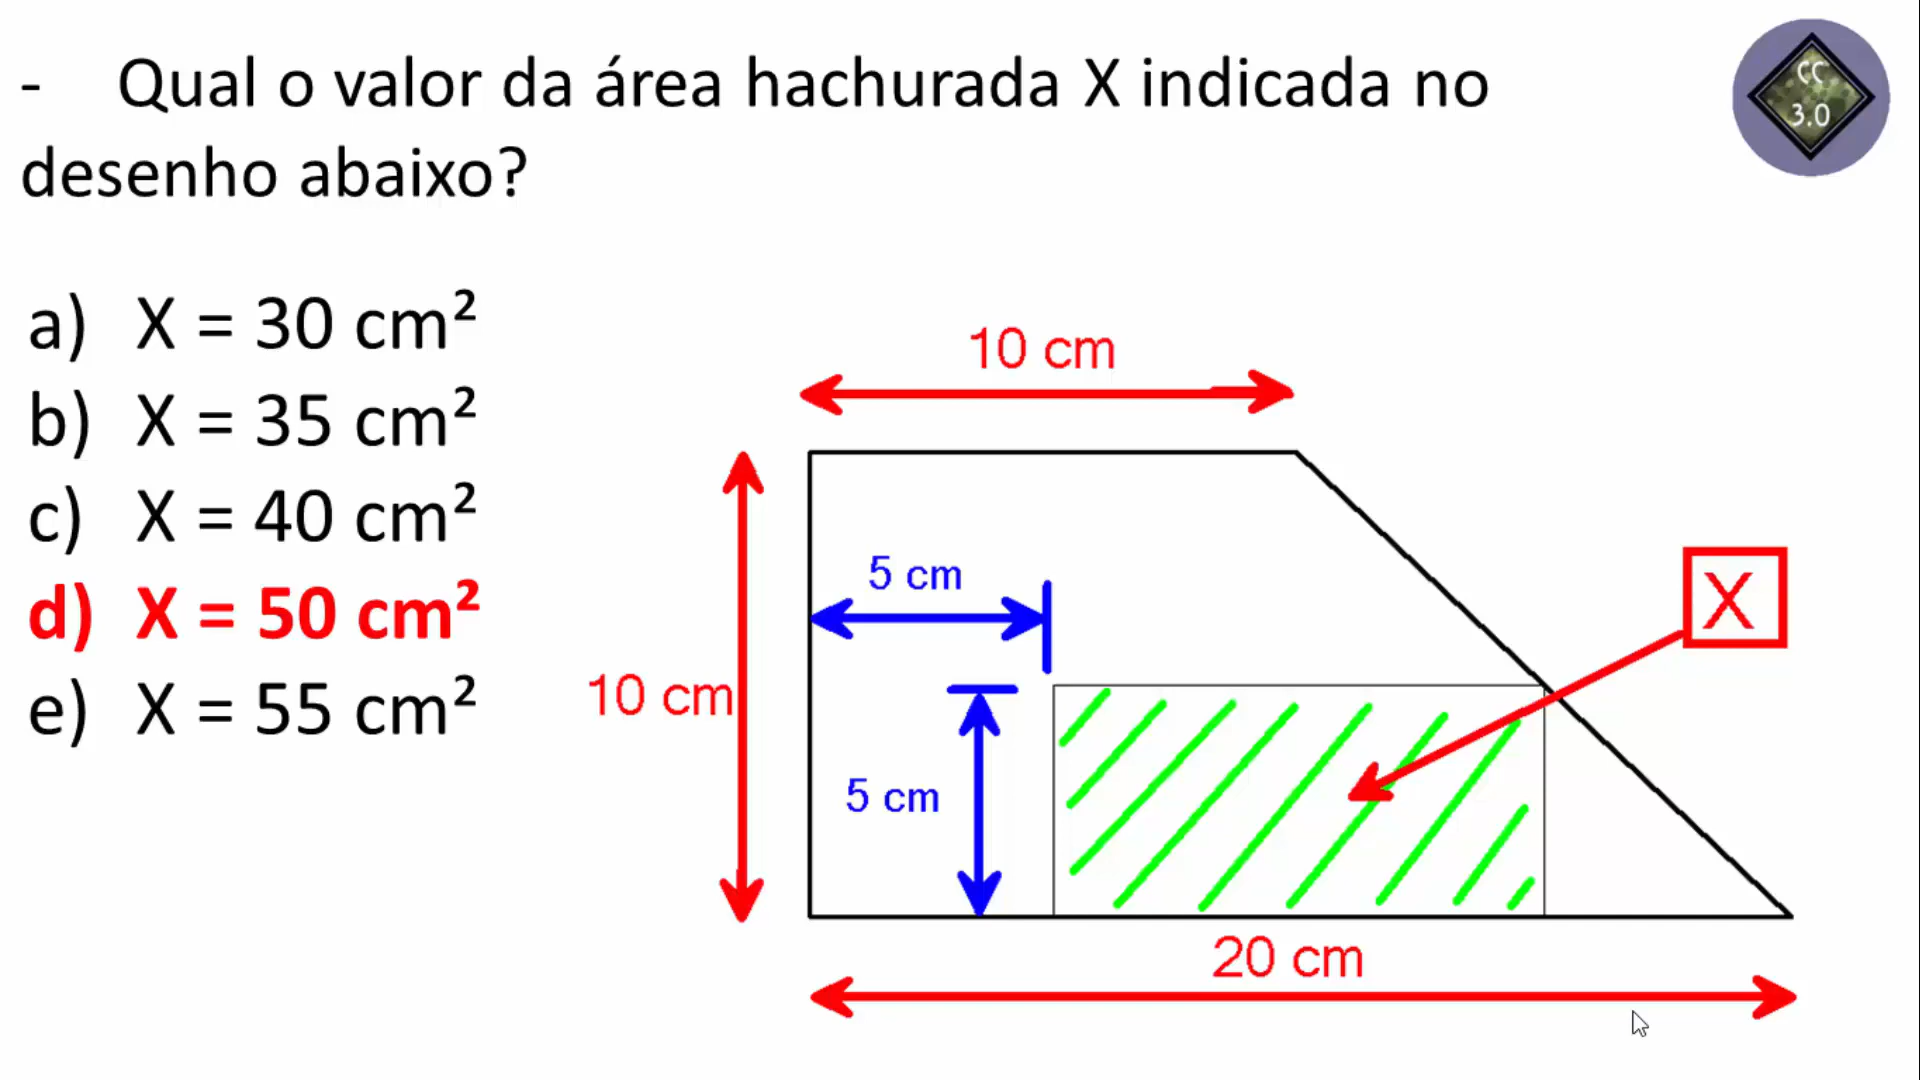 - Qual o valor da área hachurada X indicada no
desenho abaixo?
CC
3.0
a) X = 30 cm²
b) X = 35 cm²
c) X = 40 cm²
d) X = 50 cm²
e) X = 55 cm²
10 cm
5 cm
X
10 cm
5 cm
20 cm